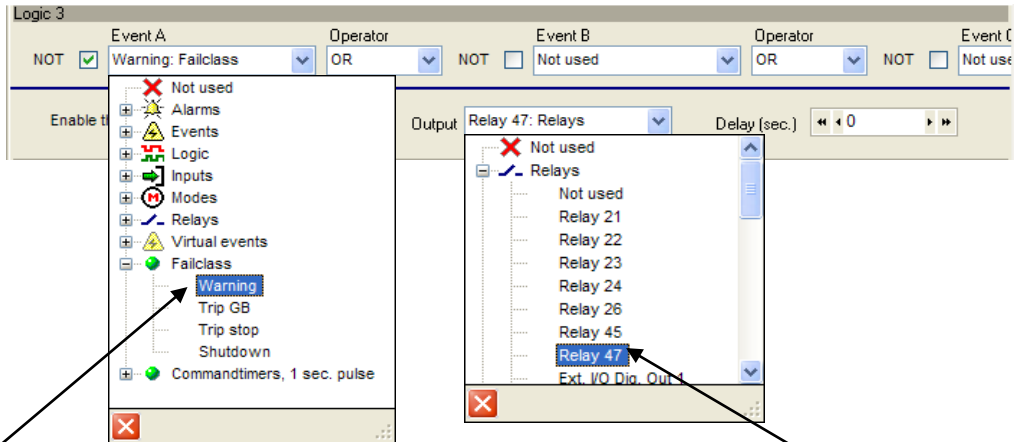 Logic 3
Event A Operator Event B Operator Event C
NOT Warning: Failclass OR NOT Not used OR NOT Not use
Enable th Output Relay 47: Relays Delay (sec.) 0
Not used
Alarms
Events
Logic
Inputs
M Modes
Relays
Virtual events
Failclass
Warning
Trip GB
Trip stop
Shutdown
Commandtimers, 1 sec. pulse
Not used
Relays
Not used
Relay 21
Relay 22
Relay 23
Relay 24
Relay 26
Relay 45
Relay 47
Ext. I/O Dig. Out 1